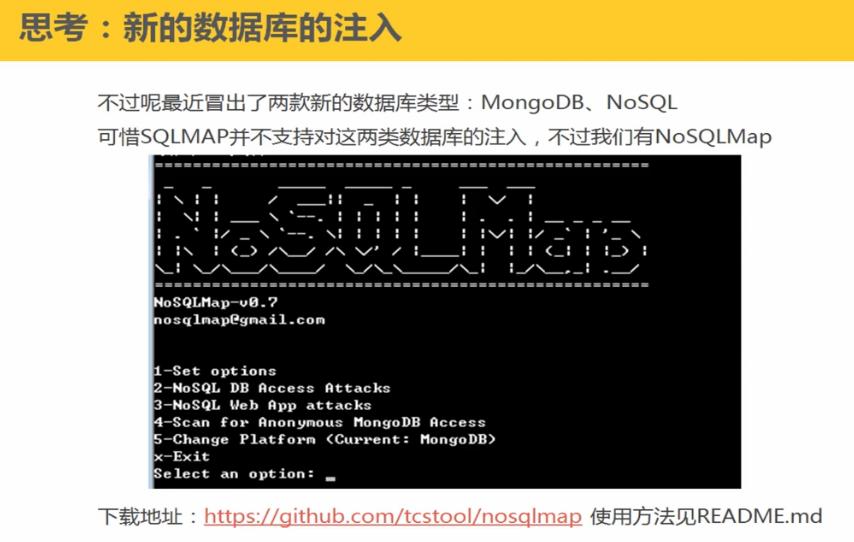 思考：新的数据库的注入
不过呢最近冒出了两款新的数据库类型：MongoDB、NoSQL
可惜SQLMAP并不支持对这两类数据库的注入，不过我们有NoSQLMap
NoSQLMap
NoSQLMap-v0.7
nosqlmap@gmail.com
1-Set options
2-NoSQL DB Access Attacks
3-NoSQL Web App attacks
4-Scan for Anonymous MongoDB Access
5-Change Platform (Current: MongoDB)
x-Exit
Select an option: _
下载地址：https://github.com/tcstool/nosqlmap 使用方法见README.md